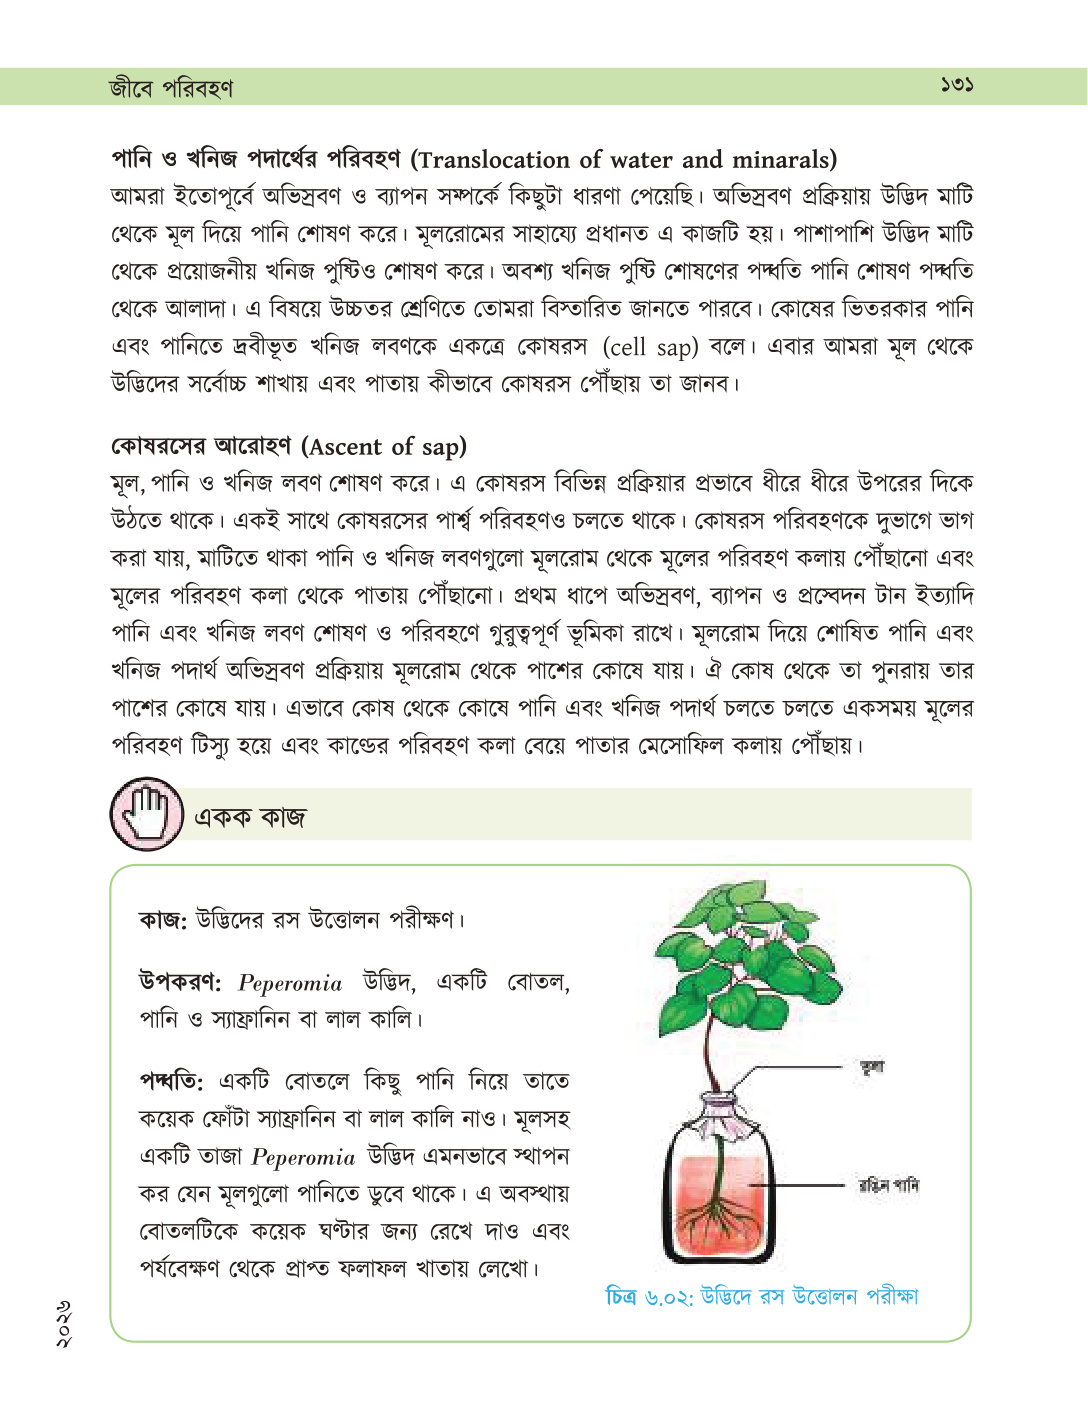 জীবে পরিবহণ
১৩১
পানি ও খনিজ পদার্থের পরিবহণ (Translocation of water and minarals)
আমরা ইতোপূর্বে অভিস্রবণ ও ব্যাপন সম্পর্কে কিছুটা ধারণা পেয়েছি। অভিস্রবণ প্রক্রিয়ায় উদ্ভিদ মাটি
থেকে মূল দিয়ে পানি শোষণ করে। মূলরোমের সাহায্যে প্রধানত এ কাজটি হয়। পাশাপাশি উদ্ভিদ মাটি
থেকে প্রয়োজনীয় খনিজ পুষ্টিও শোষণ করে। অবশ্য খনিজ পুষ্টি শোষণের পদ্ধতি পানি শোষণ পদ্ধতি
থেকে আলাদা। এ বিষয়ে উচ্চতর শ্রেণিতে তোমরা বিস্তারিত জানতে পারবে। কোষের ভিতরকার পানি
এবং পানিতে দ্রবীভূত খনিজ লবণকে একত্রে কোষরস (cell sap) বলে। এবার আমরা মূল থেকে
উদ্ভিদের সর্বোচ্চ শাখায় এবং পাতায় কীভাবে কোষরস পৌঁছায় তা জানব।
কোষরসের আরোহণ (Ascent of sap)
মূল, পানি ও খনিজ লবণ শোষণ করে। এ কোষরস বিভিন্ন প্রক্রিয়ার প্রভাবে ধীরে ধীরে উপরের দিকে
উঠতে থাকে। একই সাথে কোষরসের পার্শ্ব পরিবহণও চলতে থাকে। কোষরস পরিবহণকে দুভাগে ভাগ
করা যায়, মাটিতে থাকা পানি ও খনিজ লবণগুলো মূলরোম থেকে মূলের পরিবহণ কলায় পৌঁছানো এবং
মূলের পরিবহণ কলা থেকে পাতায় পৌঁছানো। প্রথম ধাপে অভিস্রবণ, ব্যাপন ও প্রস্বেদন টান ইত্যাদি
পানি এবং খনিজ লবণ শোষণ ও পরিবহণে গুরুত্বপূর্ণ ভূমিকা রাখে। মূলরোম দিয়ে শোষিত পানি এবং
খনিজ পদার্থ অভিস্রবণ প্রক্রিয়ায় মূলরোম থেকে পাশের কোষে যায়। ঐ কোষ থেকে তা পুনরায় তার
পাশের কোষে যায়। এভাবে কোষ থেকে কোষে পানি এবং খনিজ পদার্থ চলতে চলতে একসময় মূলের
পরিবহণ টিস্যু হয়ে এবং কাণ্ডের পরিবহণ কলা বেয়ে পাতার মেসোফিল কলায় পৌঁছায়।
একক কাজ
কাজ: উদ্ভিদের রস উত্তোলন পরীক্ষণ।
উপকরণ: Peperomia উদ্ভিদ, একটি বোতল,
পানি ও স্যাফ্রানিন বা লাল কালি।
পদ্ধতি: একটি বোতলে কিছু পানি নিয়ে তাতে
কয়েক ফোঁটা স্যাফ্রানিন বা লাল কালি নাও। মূলসহ
একটি তাজা Peperomia উদ্ভিদ এমনভাবে স্থাপন
কর যেন মূলগুলো পানিতে ডুবে থাকে। এ অবস্থায়
বোতলটিকে কয়েক ঘণ্টার জন্য রেখে দাও এবং
পর্যবেক্ষণ থেকে প্রাপ্ত ফলাফল খাতায় লেখো।
তুলা
রঙিন পানি
চিত্র ৬.০২: উদ্ভিদে রস উত্তোলন পরীক্ষা
২০২৬